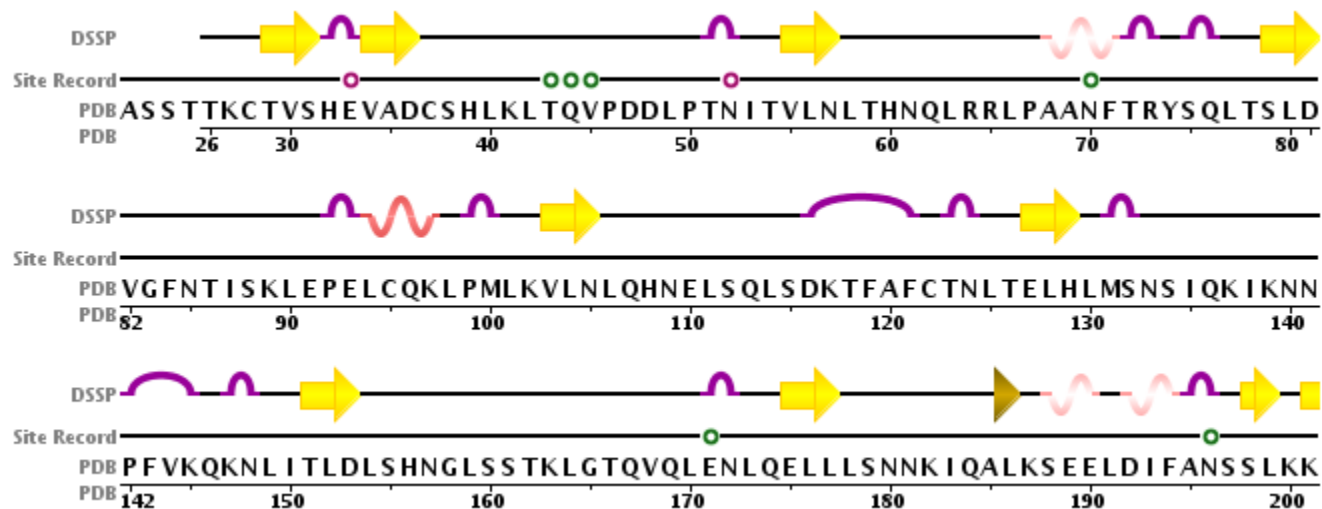 DSSP
Site Record
PDB ASSTTKCTVSHEVADCSHLKLTQVPDDLPTNITVLNLTHNQLRRLPAANFTRYSQLTSLD
PDB 26 30 40 50 60 70 80
DSSP
Site Record
PDB VGFNTISKLEPELCQKLPMLKVLNLQHNELSQLSDKTFAFCTNLTELHLMSNSIQKIKNN
PDB 82 90 100 110 120 130 140
DSSP
Site Record
PDB PFVKQKNLITLDLSHNGLSSTKLGTQVQLENLQELLLSNNKIQALKSEELDIFANSSLKK
PDB 142 150 160 170 180 190 200